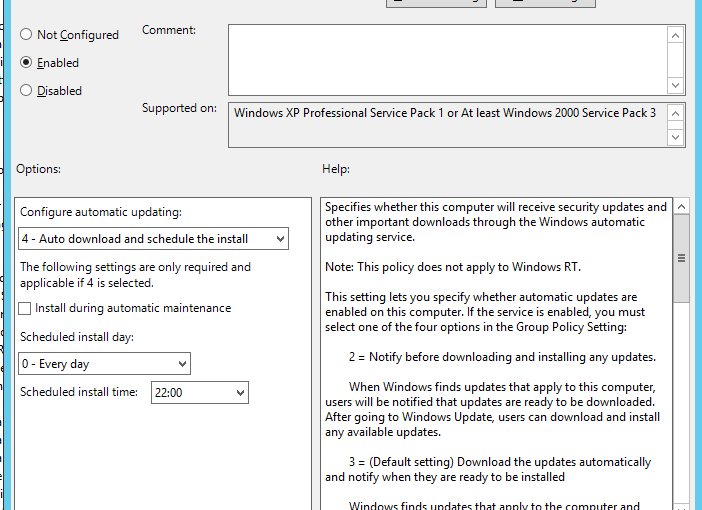 Not Configured
Comment:
Enabled
Disabled
Supported on:
Windows XP Professional Service Pack 1 or At least Windows 2000 Service Pack 3
Options:
Help:
Configure automatic updating:
4 - Auto download and schedule the install
The following settings are only required and
applicable if 4 is selected.
Install during automatic maintenance
Scheduled install day:
0 - Every day
Scheduled install time:
22:00
Specifies whether this computer will receive security updates and
other important downloads through the Windows automatic
updating service.
Note: This policy does not apply to Windows RT.
This setting lets you specify whether automatic updates are
enabled on this computer. If the service is enabled, you must
select one of the four options in the Group Policy Setting:
2 = Notify before downloading and installing any updates.
When Windows finds updates that apply to this computer,
users will be notified that updates are ready to be downloaded.
After going to Windows Update, users can download and install
any available updates.
3 = (Default setting) Download the updates automatically
and notify when they are ready to be installed
Windows finds updates that apply to the computer and